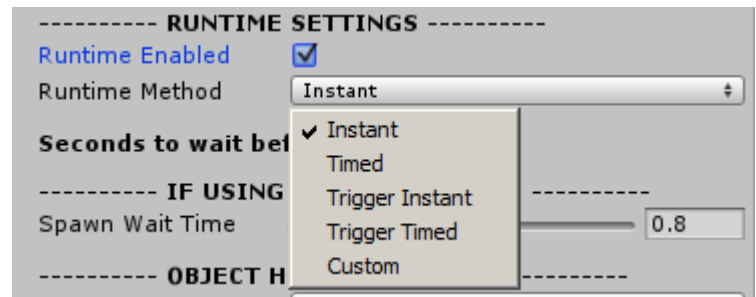 ---------- RUNTIME SETTINGS ----------
Runtime Enabled
Runtime Method Instant
Instant
Seconds to wait
Timed
---------- IF USING ----------
Trigger Instant
Spawn Wait Time 0.8
Trigger Timed
---------- OBJECT ----------
Custom